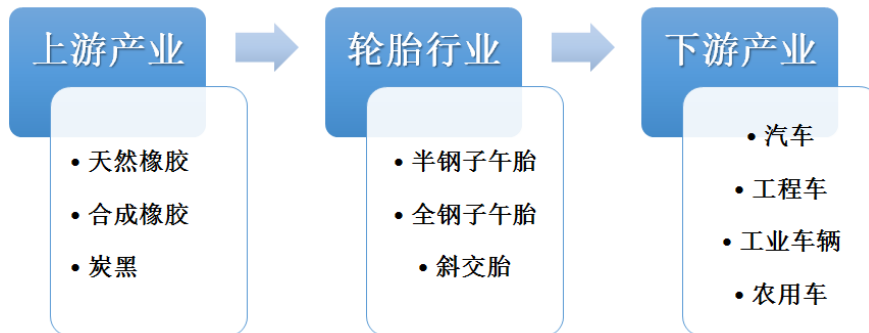 上游产业
• 天然橡胶
• 合成橡胶
• 炭黑
轮胎行业
• 半钢子午胎
• 全钢子午胎
• 斜交胎
下游产业
• 汽车
• 工程车
• 工业车辆
• 农用车